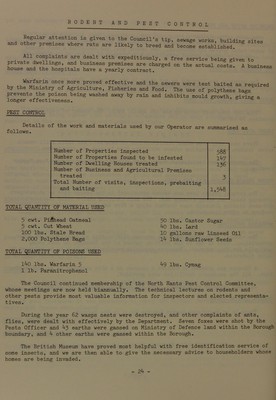 RODENT AND PEST CONTROL
Regular attention is given to the Council's tip, sewage works, building sites
and other premises where rats are likely to breed and become established.
All complaints are dealt with expeditiously, a free service being given to
private dwellings, and business premises are charged on the actual costs. A business
house and the hospitals have a yearly contract.
Warfarin once more proved effective and the sewers were test baited as required
by the Ministry of Agriculture, Fisheries and Food. The use of polythene bags
prevents the poison being washed away by rain and inhibits mould growth, giving a
longer effectiveness.
PEST CONTROL
Details of the work and materials used by our Operator are summarised as
follows.
Number of Properties inspected 588
Number of Properties found to be infested 147
Number of Dwelling Houses treated 136
Number of Business and Agricultural Premises
treated 7
Total Number of visits, inspections, prebaiting
and baiting 1,548
TOTAL QUANTITY OF MATERIAL USED
5 cwt. Pinhead Oatmeal 50 lbs. Castor Sugar
5 cwt. Cut Wheat 40 lbs. Lard
100 lbs. Stale Bread 10 gallons raw Linseed Oil
2,000 Polythene Bags 14 lbs. Sunflower Seeds
TOTAL QUANTITY OF POISONS USED
140 lbs. Warfarin 5 49 lbs. Cymag
1 lb. Paranitrophenol
The Council continued membership of the North Hants Pest Control Committee,
whose meetings are now held biannually. The technical lectures on rodents and
other pests provide most valuable information for inspectors and elected representa-
tives.
During the year 62 wasps nests were destroyed, and other complaints of ants,
flies, were dealt with effectively by the Department. Seven foxes were shot by the
Pests Officer and 43 earths were gassed on Ministry of Defence land within the Borough
boundary, and 4 other earths were gassed within the Borough.
The British Museum have proved most helpful with free identification service of
some insects, and we are then able to give the necessary advice to householders whose
homes are being invaded.
- 24 -